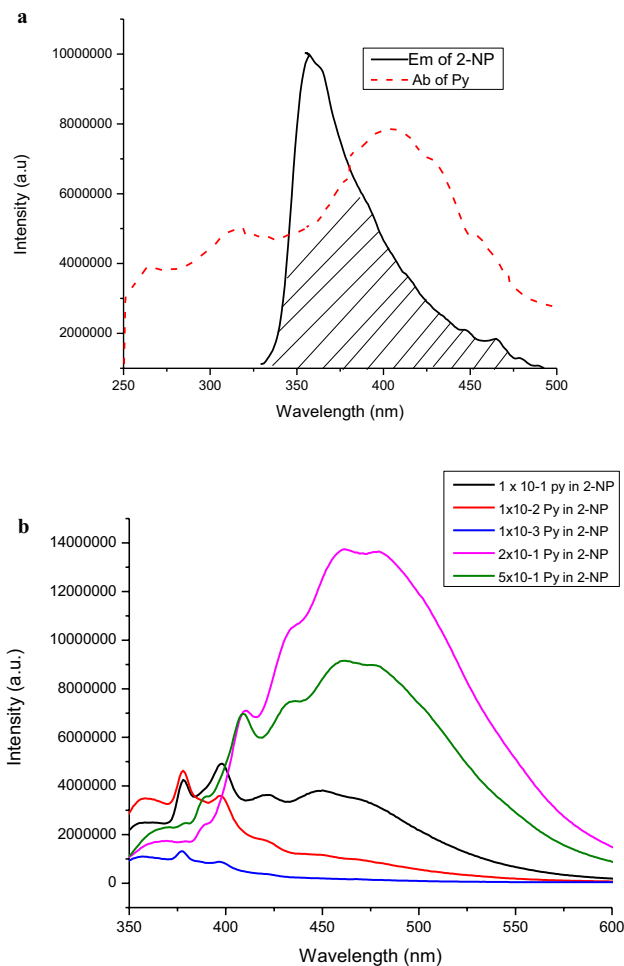 a
10000000
8000000
6000000
4000000
2000000
Intensity (a.u)
Em of 2-NP
Ab of Py
250 300 350 400 450 500
Wavelength (nm)
b
14000000
12000000
10000000
8000000
6000000
4000000
2000000
0
Intensity (a.u.)
1 x 10-1 py in 2-NP
1x10-2 Py in 2-NP
1x10-3 Py in 2-NP
2x10-1 Py in 2-NP
5x10-1 Py in 2-NP
350 400 450 500 550 600
Wavelength (nm)